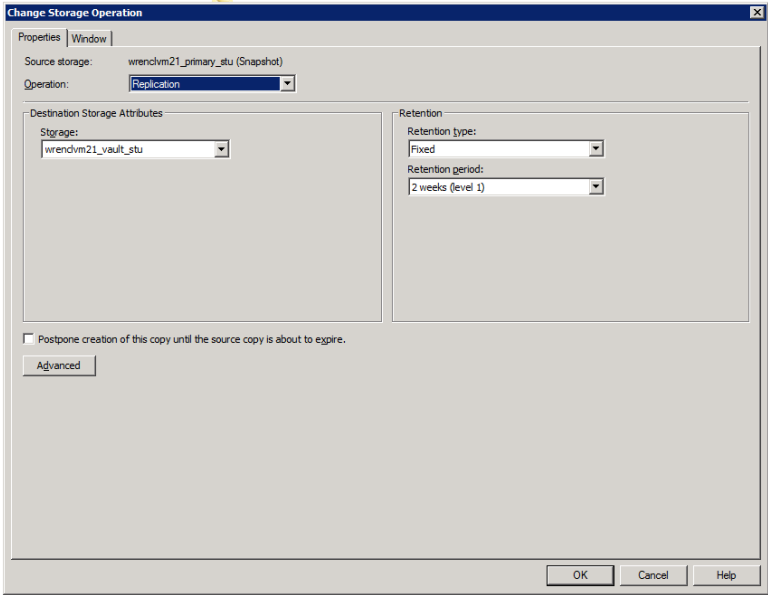 Change Storage Operation
Properties
Window
Source storage: wrenclvm21_primary_stu (Snapshot)
Operation: Replication
Destination Storage Attributes
Storage:
wrenclvm21_vault_stu
Retention
Retention type:
Fixed
Retention period:
2 weeks (level 1)
Postpone creation of this copy until the source copy is about to expire.
Advanced
OK
Cancel
Help